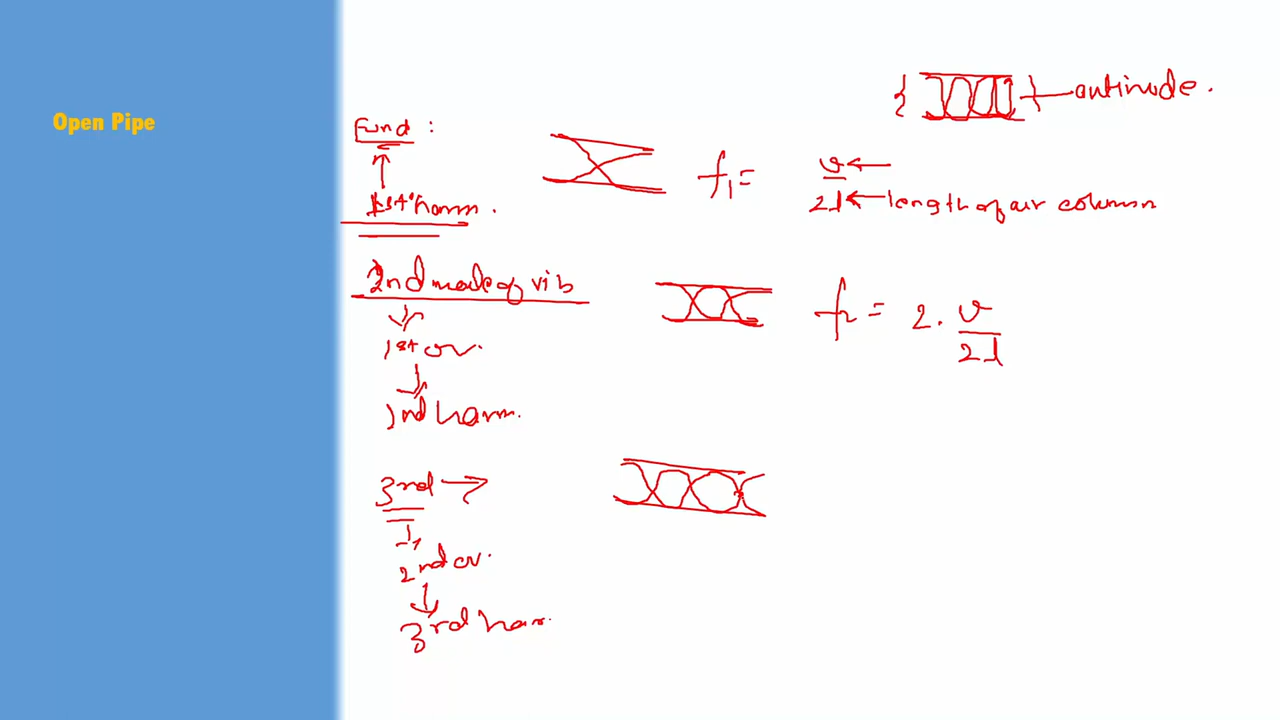 Open Pipe
antinode.
Fund :
f1 = v/2l
1st harm.
length of air column
2nd mode of vib
f2 = 2 . v/2l
1st ov.
2nd harm.
3rd →
2nd ov.
3rd har.